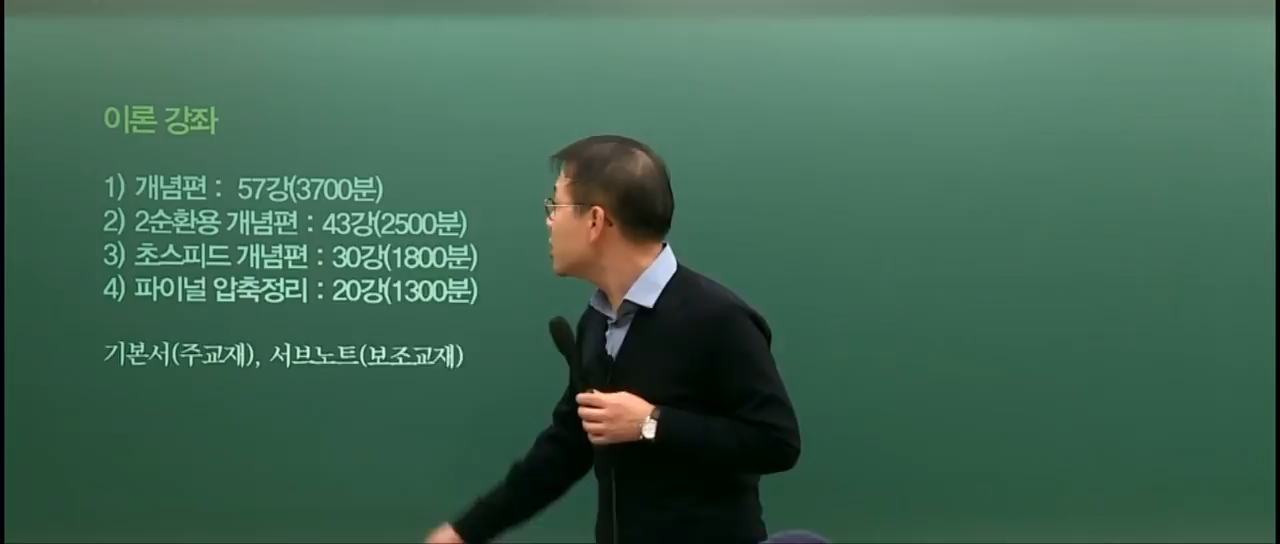 이론 강좌
1) 개념편 : 57강(3700분)
2) 2순환용 개념편 : 43강(2500분)
3) 초스피드 개념편 : 30강(1800분)
4) 파이널 압축정리 : 20강(1300분)
기본서(주교재), 서브노트(보조교재)